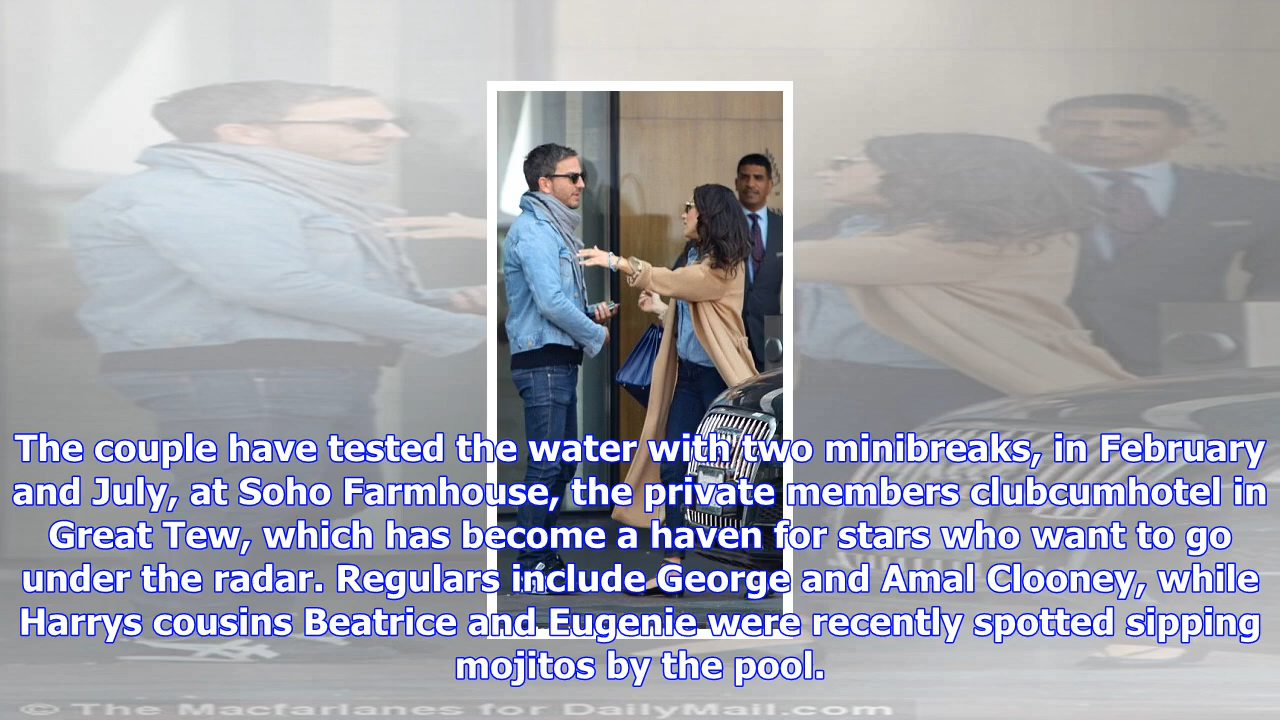 The couple have tested the water with two minibreaks, in February
and July, at Soho Farmhouse, the private members clubcumhotel in
Great Tew, which has become a haven for stars who want to go
under the radar. Regulars include George and Amal Clooney, while
Harrys cousins Beatrice and Eugenie were recently spotted sipping
mojitos by the pool.
© The Macfarlanes for DailyMail.com